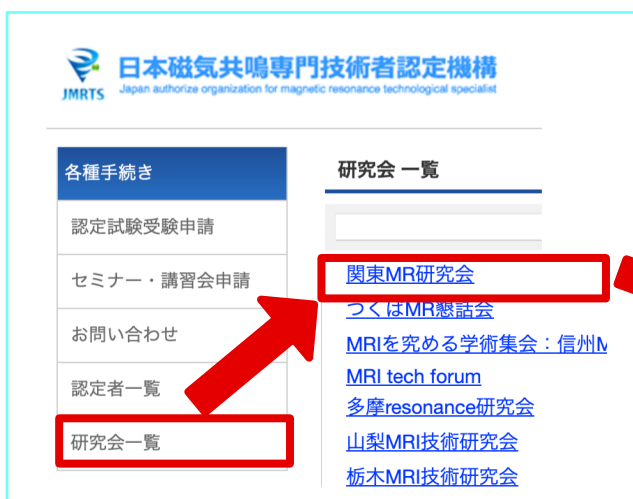 日本磁気共鳴専門技術者認定機構
JMRTS
Japan authorize organization for magnetic resonance technological specialist
各種手続き
認定試験受験申請
セミナー・講習会申請
お問い合わせ
認定者一覧
研究会一覧
研究会 一覧
関東MR研究会
つくばMR懇話会
MRIを究める学術集会：信州M
MRI tech forum
多摩resonance研究会
山梨MRI技術研究会
栃木MRI技術研究会